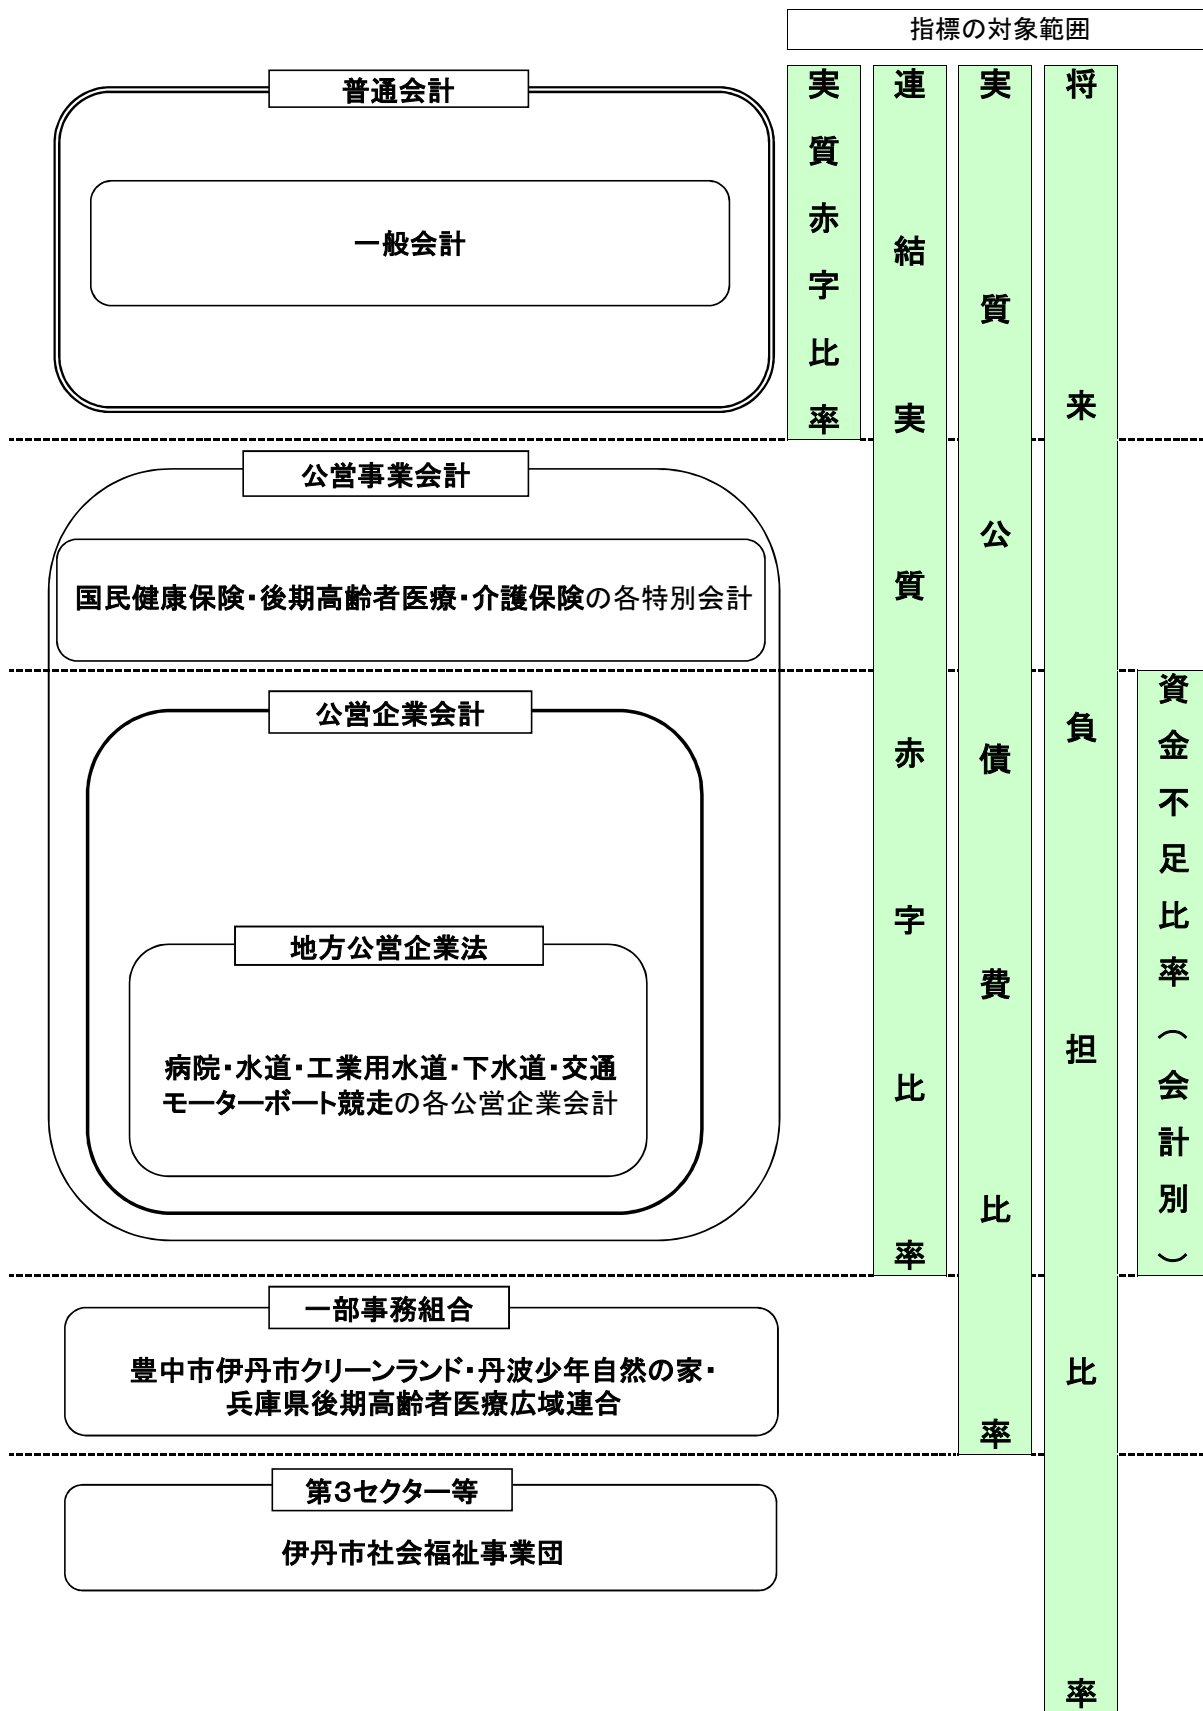 指標の対象範囲
実質赤字比率
連結実質赤字比率
実質公債費比率
将来負担比率
普通会計
一般会計
公営事業会計
国民健康保険・後期高齢者医療・介護保険の各特別会計
資金不足比率(会計別)
公営企業会計
地方公営企業法
病院・水道・工業用水道・下水道・交通
モーターボート競走の各公営企業会計
一部事務組合
豊中市伊丹市クリーンランド・丹波少年自然の家・
兵庫県後期高齢者医療広域連合
第3セクター等
伊丹市社会福祉事業団